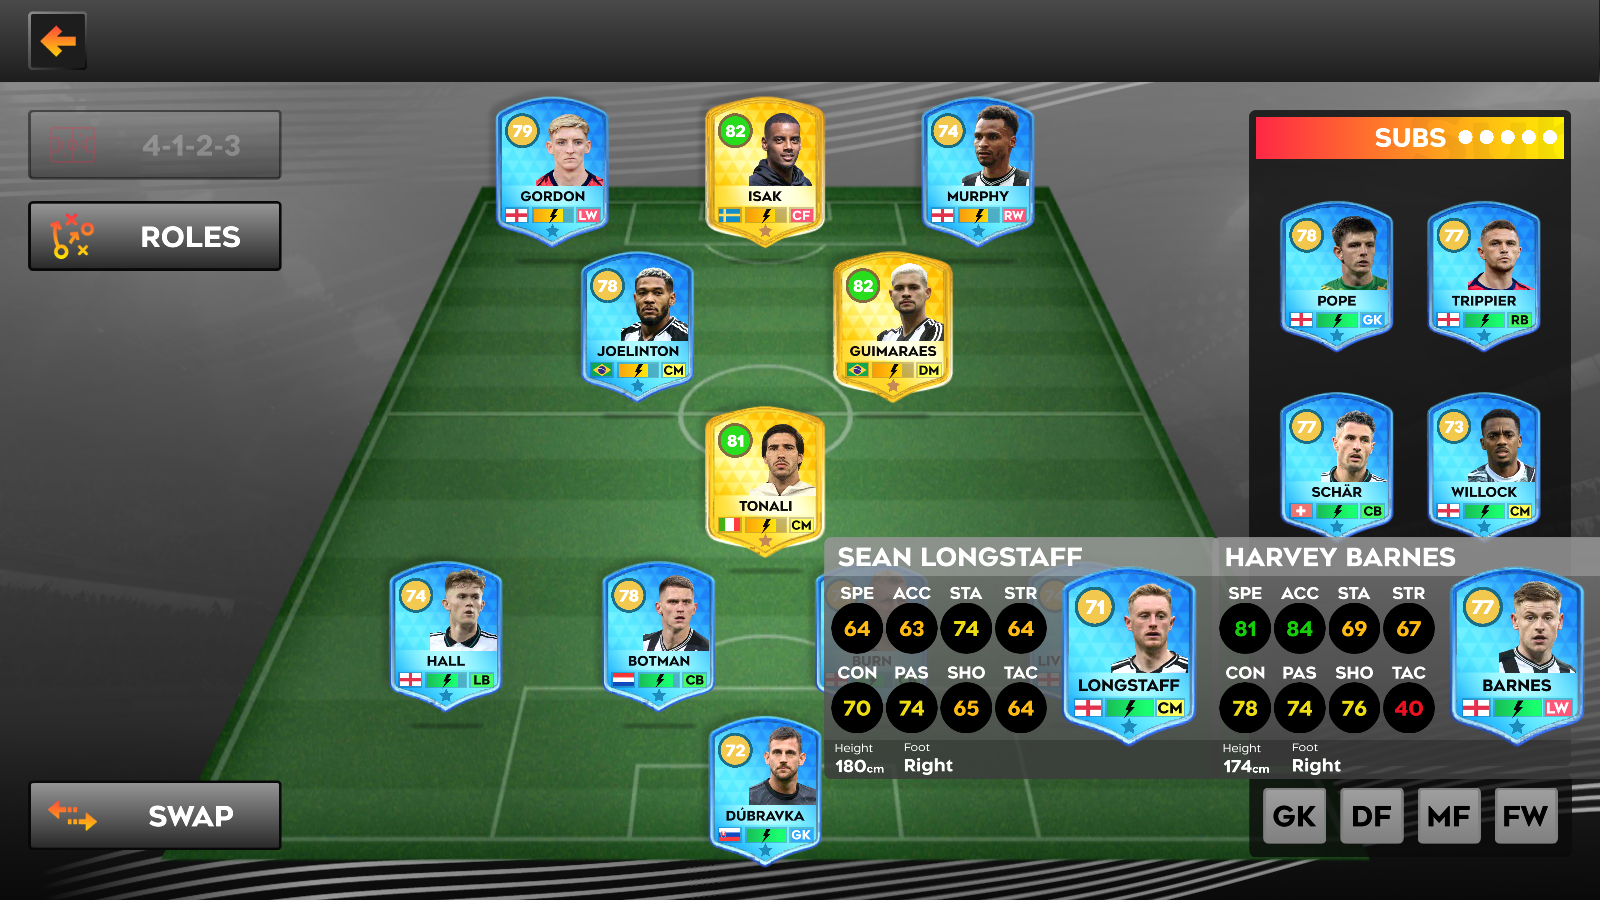 4-1-2-3
ROLES
79
GORDON
LW
82
ISAK
CF
74
MURPHY
RW
SUBS
78
JOELINTON
CM
82
GUIMARAES
DM
78
POPE
GK
77
TRIPPIER
RB
81
TONALI
CM
77
SCHÄR
CB
73
WILLOCK
CM
74
HALL
LB
78
BOTMAN
CB
BURN
LIV
SEAN LONGSTAFF
SPE ACC STA STR
64 63 74 64
CON PAS SHO TAC
70 74 65 64
Height Foot
180cm Right
71
LONGSTAFF
CM
HARVEY BARNES
SPE ACC STA STR
81 84 69 67
CON PAS SHO TAC
78 74 76 40
Height Foot
174cm Right
77
BARNES
LW
72
DÚBRAVKA
GK
SWAP
GK DF MF FW